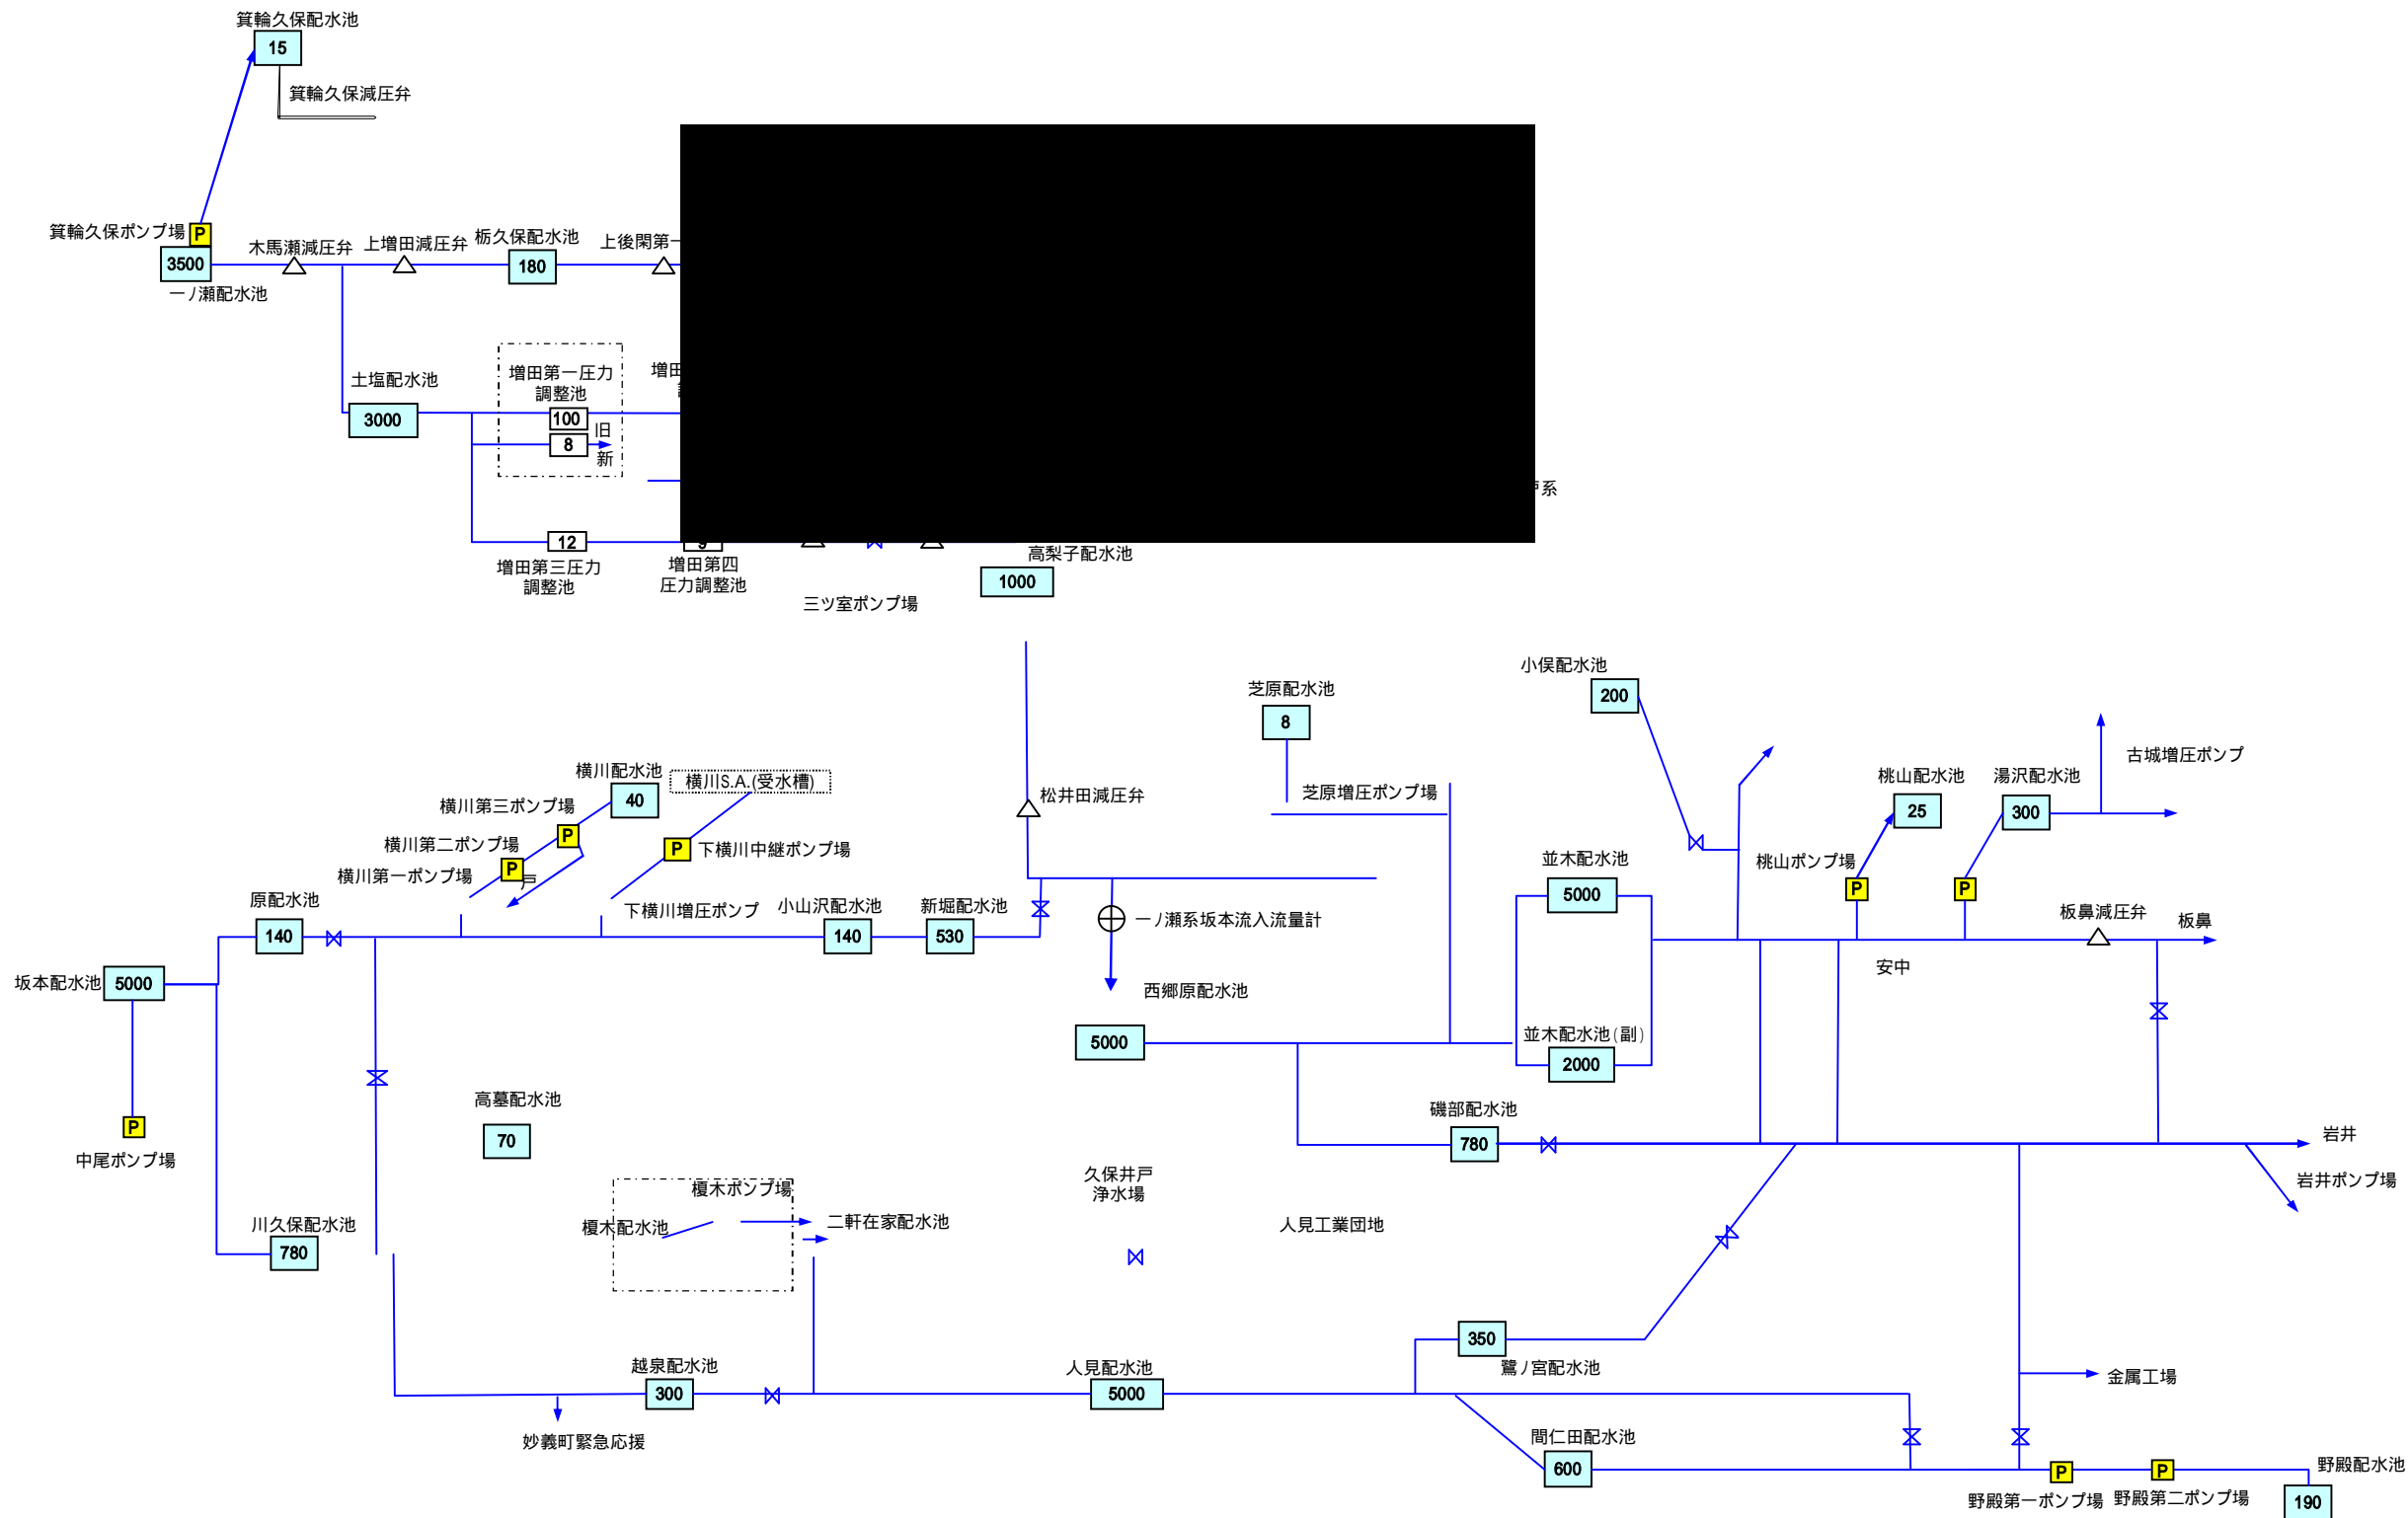 箕輪久保配水池
15
箕輪久保減圧弁
箕輪久保ポンプ場
P
3500
一ノ瀬配水池
木馬瀬減圧弁
上増田減圧弁
栃久保配水池
180
上後閑第一
土塩配水池
3000
増田第一圧力
調整池
100
旧
8
新
増田
系
12
増田第三圧力
調整池
9
増田第四
圧力調整池
三ツ室ポンプ場
高梨子配水池
1000
小俣配水池
200
芝原配水池
8
芝原増圧ポンプ場
松井田減圧弁
横川配水池
40
横川S.A.(受水槽)
横川第三ポンプ場
P
横川第二ポンプ場
P
戸
横川第一ポンプ場
P
下横川中継ポンプ場
下横川増圧ポンプ
原配水池
140
小山沢配水池
140
新堀配水池
530
一ノ瀬系坂本流入流量計
西郷原配水池
5000
並木配水池
5000
並木配水池(副)
2000
桃山配水池
25
桃山ポンプ場
P
湯沢配水池
300
P
古城増圧ポンプ
板鼻減圧弁
板鼻
安中
坂本配水池
5000
P
中尾ポンプ場
高墓配水池
70
磯部配水池
780
岩井
岩井ポンプ場
久保井戸
浄水場
人見工業団地
榎木ポンプ場
榎木配水池
二軒在家配水池
川久保配水池
780
越泉配水池
300
妙義町緊急応援
人見配水池
5000
350
鷺ノ宮配水池
金属工場
間仁田配水池
600
P
野殿第一ポンプ場
P
野殿第二ポンプ場
野殿配水池
190